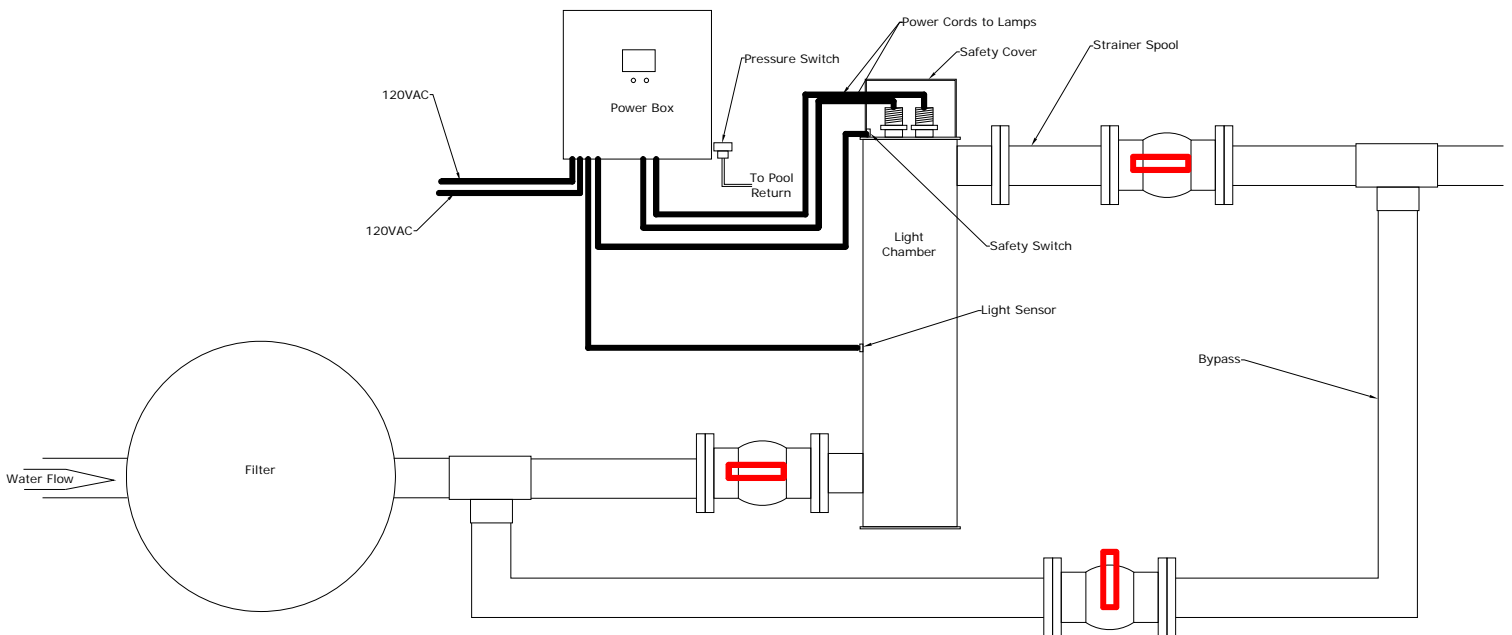 Power Cords to Lamps
Strainer Spool
Safety Cover
Pressure Switch
120VAC
Power Box
To Pool
Return
120VAC
Light
Chamber
Safety Switch
Light Sensor
Bypass
Filter
Water Flow